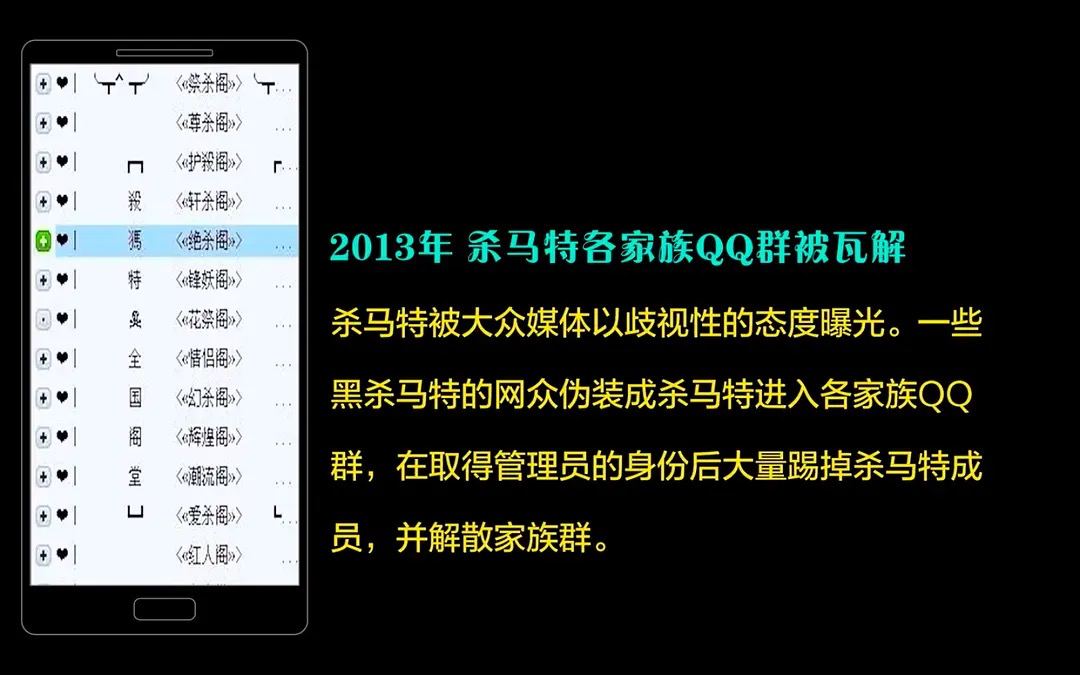 ╰┬^┬╯ 〈«祭杀阁»〉 ╰┬...
〈«尊杀阁»〉 ...
┏┓ 〈«护殺阁»〉 ┏...
殺 〈«轩杀阁»〉 ...
獁 〈«绝杀阁»〉 ...
特 〈«锋妖阁»〉 ...
〈«花祭阁»〉 ...
全 〈«情侣阁»〉 ...
国 〈«幻杀阁»〉 ...
阁 〈«辉煌阁»〉 ...
堂 〈«潮流阁»〉 ...
┗┛ 〈«爱杀阁»〉 ┗...
〈«红人阁»〉 ...
2013年 杀马特各家族QQ群被瓦解
杀马特被大众媒体以歧视性的态度曝光。一些
黑杀马特的网众伪装成杀马特进入各家族QQ
群，在取得管理员的身份后大量踢掉杀马特成
员，并解散家族群。